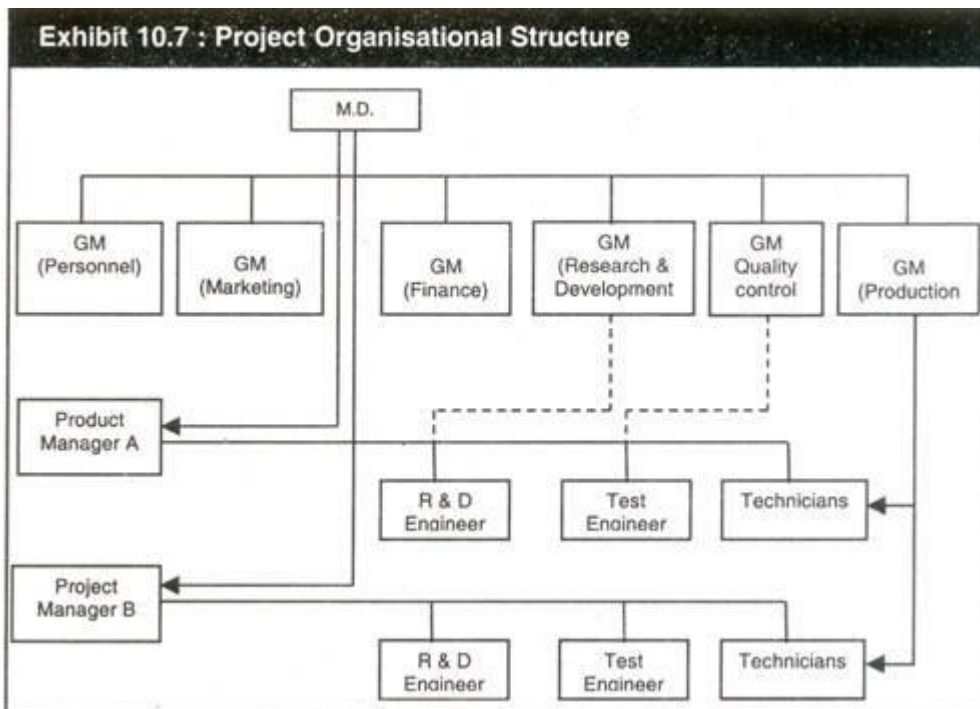 Exhibit 10.7 : Project Organisational Structure
M.D.
GM
(Personnel)
GM
(Marketing)
GM
(Finance)
GM
(Research &
Development
GM
Quality
control
GM
(Production
Product
Manager A
R & D
Engineer
Test
Engineer
Technicians
Project
Manager B
R & D
Engineer
Test
Engineer
Technicians